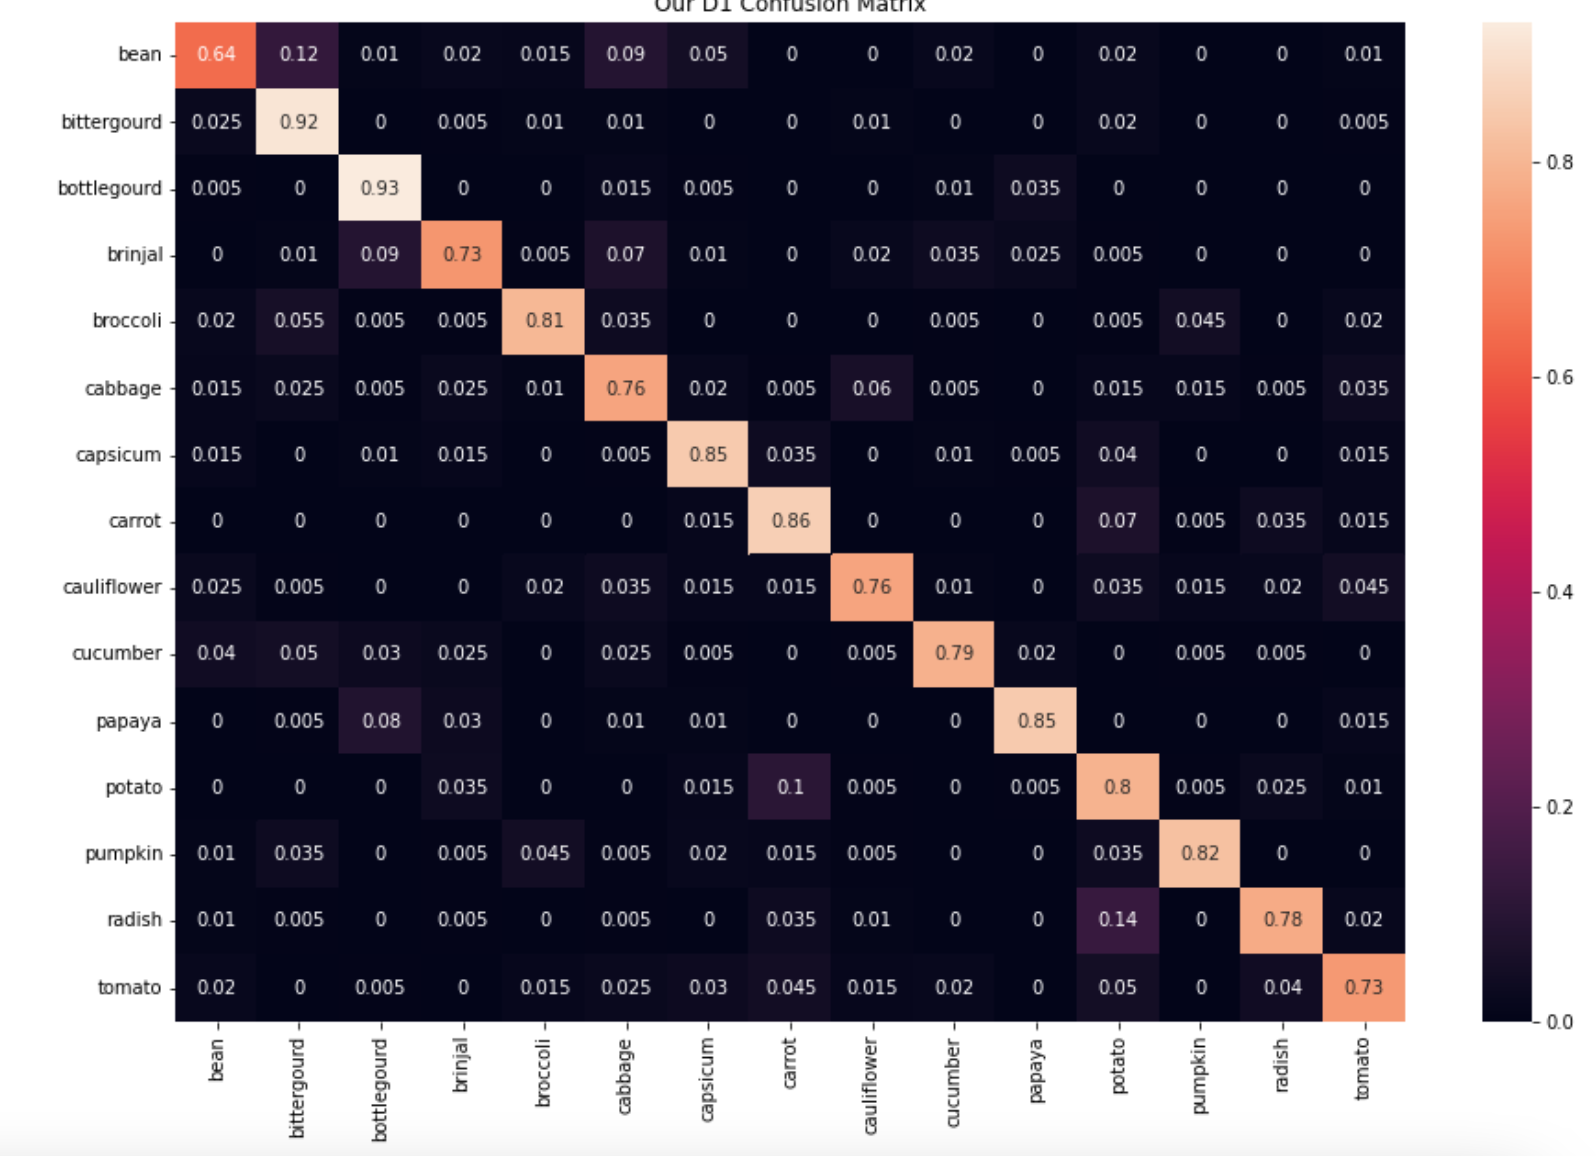 Our D1 Confusion Matrix
bean 0.64 0.12 0.01 0.02 0.015 0.09 0.05 0 0 0.02 0 0.02 0 0 0.01
bittergourd 0.025 0.92 0 0.005 0.01 0.01 0 0 0.01 0 0 0.02 0 0 0.005
bottlegourd 0.005 0 0.93 0 0 0.015 0.005 0 0 0.01 0.035 0 0 0 0
brinjal 0 0.01 0.09 0.73 0.005 0.07 0.01 0 0.02 0.035 0.025 0.005 0 0 0
broccoli 0.02 0.055 0.005 0.005 0.81 0.035 0 0 0 0.005 0 0.005 0.045 0 0.02
cabbage 0.015 0.025 0.005 0.025 0.01 0.76 0.02 0.005 0.06 0.005 0 0.015 0.015 0.005 0.035
capsicum 0.015 0 0.01 0.015 0 0.005 0.85 0.035 0 0.01 0.005 0.04 0 0 0.015
carrot 0 0 0 0 0 0 0.015 0.86 0 0 0 0.07 0.005 0.035 0.015
cauliflower 0.025 0.005 0 0 0.02 0.035 0.015 0.015 0.76 0.01 0 0.035 0.015 0.02 0.045
cucumber 0.04 0.05 0.03 0.025 0 0.025 0.005 0 0.005 0.79 0.02 0 0.005 0.005 0
papaya 0 0.005 0.08 0.03 0 0.01 0.01 0 0 0 0.85 0 0 0 0.015
potato 0 0 0 0.035 0 0 0.015 0.1 0.005 0 0.005 0.8 0.005 0.025 0.01
pumpkin 0.01 0.035 0 0.005 0.045 0.005 0.02 0.015 0.005 0 0 0.035 0.82 0 0
radish 0.01 0.005 0 0.005 0 0.005 0 0.035 0.01 0 0 0.14 0 0.78 0.02
tomato 0.02 0 0.005 0 0.015 0.025 0.03 0.045 0.015 0.02 0 0.05 0 0.04 0.73
bean bittergourd bottlegourd brinjal broccoli cabbage capsicum carrot cauliflower cucumber papaya potato pumpkin radish tomato
0.8
0.6
0.4
0.2
0.0